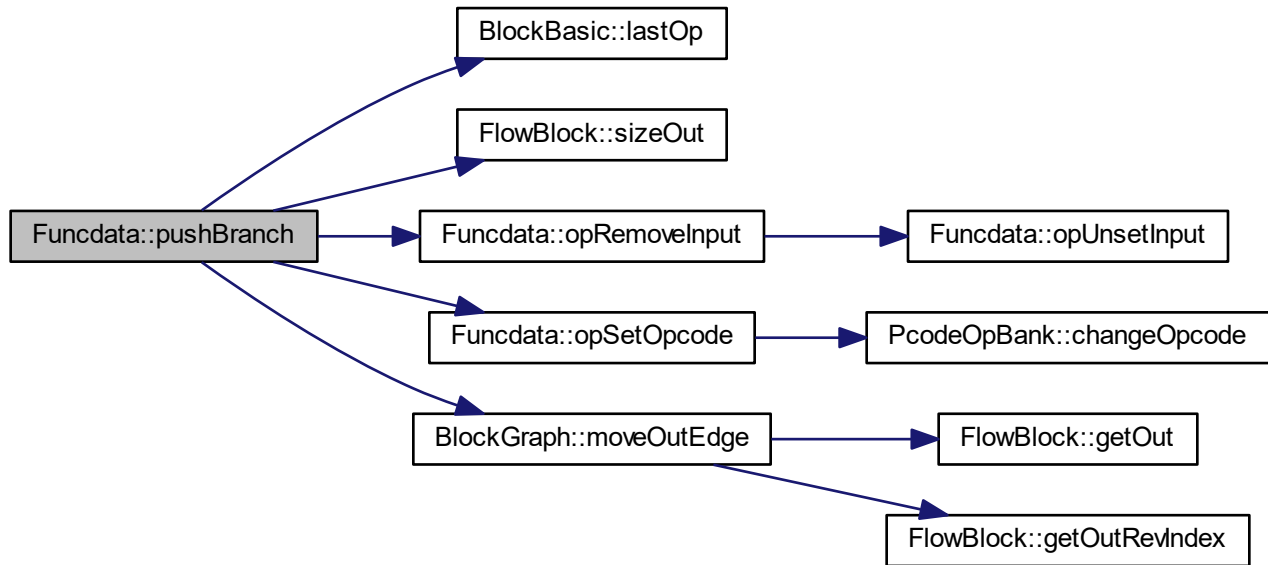 BlockBasic::lastOp
FlowBlock::sizeOut
Funcdata::pushBranch
Funcdata::opRemoveInput
Funcdata::opUnsetInput
Funcdata::opSetOpcode
PcodeOpBank::changeOpcode
BlockGraph::moveOutEdge
FlowBlock::getOut
FlowBlock::getOutRevIndex